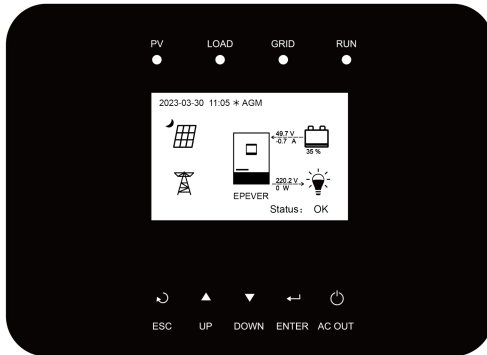 PV LOAD GRID RUN
2023-03-30 11:05 * AGM
49.7 V
-0.7 A
35 %
220.2 V
0 W
EPEVER
Status: OK
ESC UP DOWN ENTER AC OUT